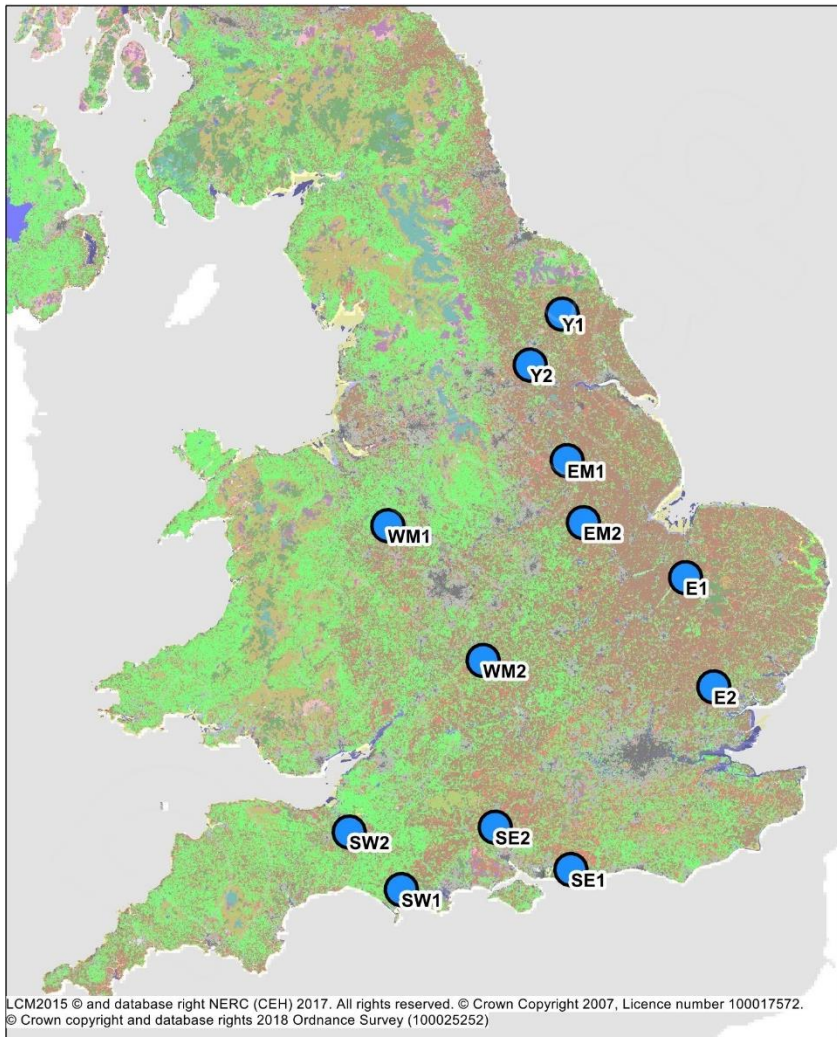 Y1
Y2
EM1
EM2
WM1
E1
WM2
E2
SE2
SW2
SE1
SW1
LCM2015 © and database right NERC (CEH) 2017. All rights reserved. © Crown Copyright 2007, Licence number 100017572.
© Crown copyright and database rights 2018 Ordnance Survey (100025252)